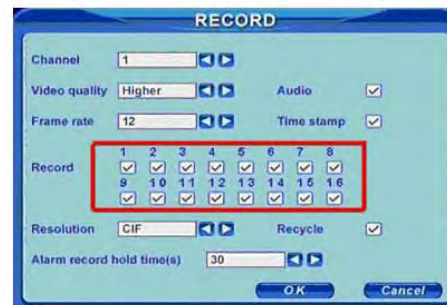 RECORD
Channel 1
Video quality Higher Audio
Frame rate 12 Time stamp
1 2 3 4 5 6 7 8
Record
9 10 11 12 13 14 15 16
Resolution CIF Recycle
Alarm record hold time(s) 30
OK Cancel